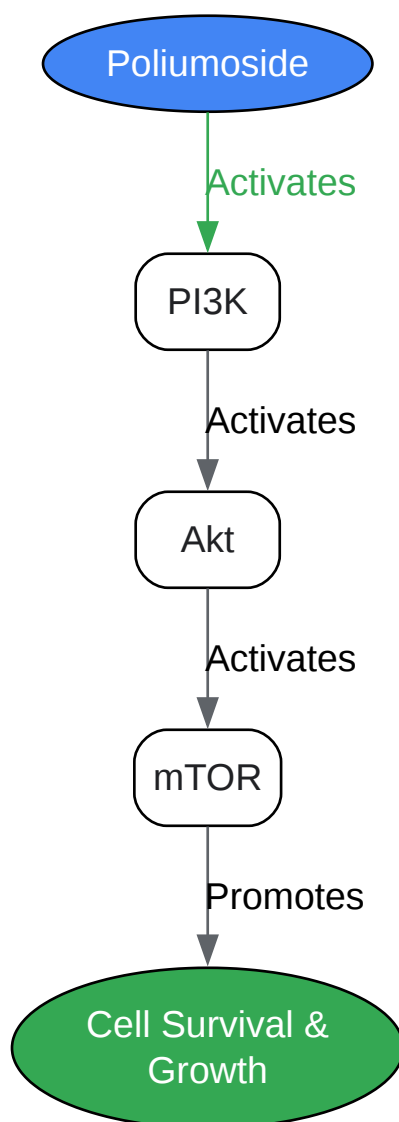 Poliumoside
Activates
PI3K
Activates
Akt
Activates
mTOR
Promotes
Cell Survival &
Growth